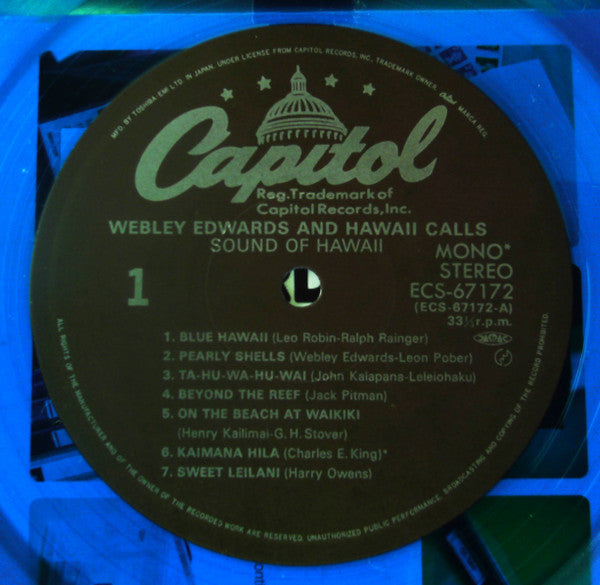 MFD. BY TOSHIBA EMI LTD. IN JAPAN. UNDER LICENSE FROM CAPITOL RECORDS, INC. TRADEMARK OWNER. MARCA REG.
Capitol
Reg.Trademark of
Capitol Records, Inc.
WEBLEY EDWARDS AND HAWAII CALLS
SOUND OF HAWAII
MONO*
STEREO
1
ECS-67172
(ECS-67172-A)
33⅓ r.p.m.
JASRAC
1. BLUE HAWAII (Leo Robin-Ralph Rainger)
2. PEARLY SHELLS (Webley Edwards-Leon Pober)
3. TA-HU-WA-HU-WAI (John Kaiapana-Leleiohaku)
4. BEYOND THE REEF (Jack Pitman)
5. ON THE BEACH AT WAIKIKI
(Henry Kailimai-G.H. Stover)
6. KAIMANA HILA (Charles E. King)*
7. SWEET LEILANI (Harry Owens)
ALL RIGHTS OF THE MANUFACTURER AND OF THE OWNER OF THE RECORDED WORK ARE RESERVED. UNAUTHORIZED PUBLIC PERFORMANCE, BROADCASTING AND COPYING OF THE RECORD PROHIBITED.